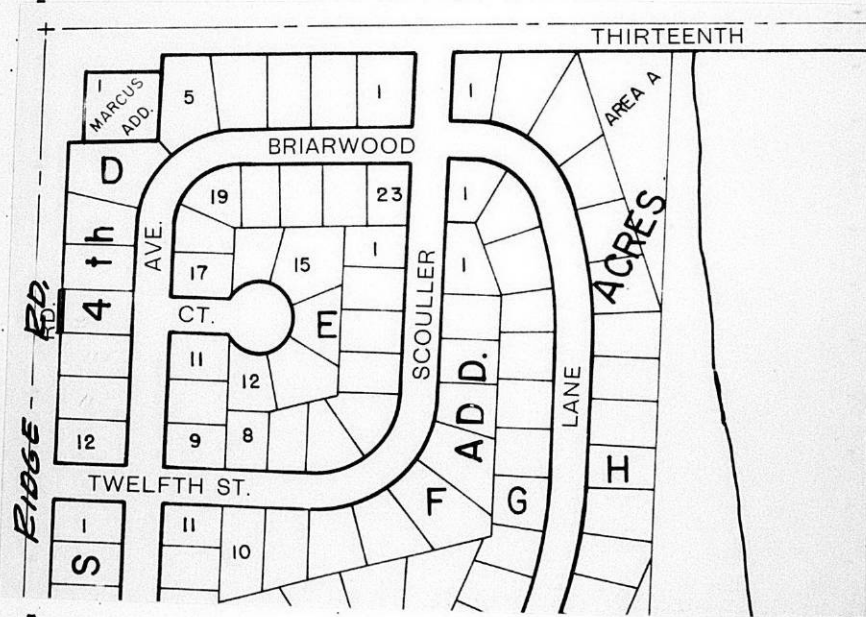 THIRTEENTH
1
MARCUS
ADD.
5
1
1
AREA A
BRIARWOOD
D
19
23
1
ACRES
4th
AVE.
17
15
1
1
RIDGE RD.
RD.
CT.
E
SCOULLER
11
12
ADD.
LANE
12
9
8
H
TWELFTH ST.
F
G
1
11
10
S